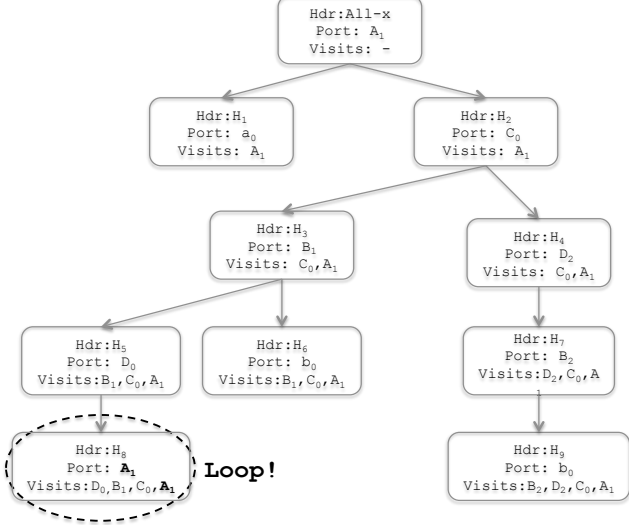 Hdr:All-x
Port: A₁
Visits: -
Hdr:H₁
Port: a₀
Visits: A₁
Hdr:H₂
Port: C₀
Visits: A₁
Hdr:H₃
Port: B₁
Visits: C₀,A₁
Hdr:H₄
Port: D₂
Visits: C₀,A₁
Hdr:H₅
Port: D₀
Visits:B₁,C₀,A₁
Hdr:H₆
Port: b₀
Visits:B₁,C₀,A₁
Hdr:H₇
Port: B₂
Visits:D₂,C₀,A
₁
Hdr:H₈
Port: A₁
Visits:D₀,B₁,C₀,A₁
Loop!
Hdr:H₉
Port: b₀
Visits:B₂,D₂,C₀,A₁